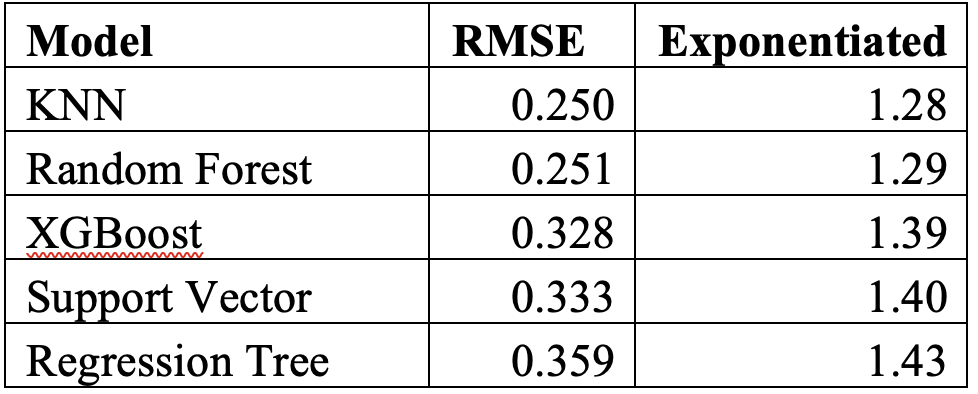 Model RMSE Exponentiated
KNN 0.250 1.28
Random Forest 0.251 1.29
XGBoost 0.328 1.39
Support Vector 0.333 1.40
Regression Tree 0.359 1.43